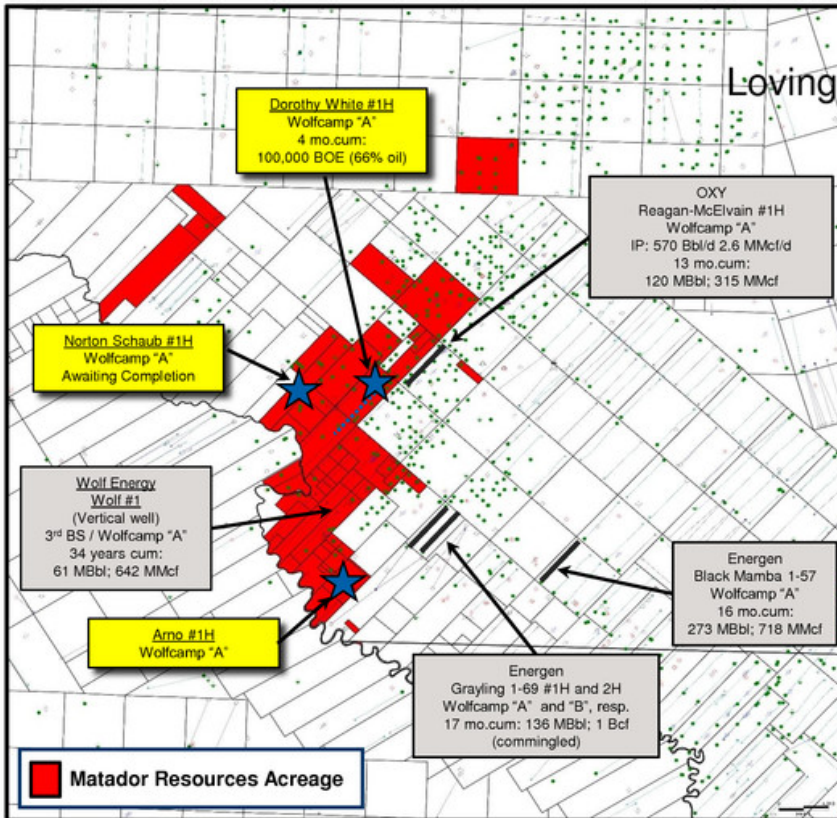 Loving
Dorothy White #1H
Wolfcamp “A”
4 mo.cum:
100,000 BOE (66% oil)
OXY
Reagan-McElvain #1H
Wolfcamp “A”
IP: 570 Bbl/d 2.6 MMcf/d
13 mo.cum:
120 MBbl; 315 MMcf
Norton Schaub #1H
Wolfcamp “A”
Awaiting Completion
Wolf Energy
Wolf #1
(Vertical well)
3rd BS / Wolfcamp “A”
34 years cum:
61 MBbl; 642 MMcf
Energen
Black Mamba 1-57
Wolfcamp “A”
16 mo.cum:
273 MBbl; 718 MMcf
Arno #1H
Wolfcamp “A”
Energen
Grayling 1-69 #1H and 2H
Wolfcamp “A” and “B”, resp.
17 mo.cum: 136 MBbl; 1 Bcf
(commingled)
Matador Resources Acreage